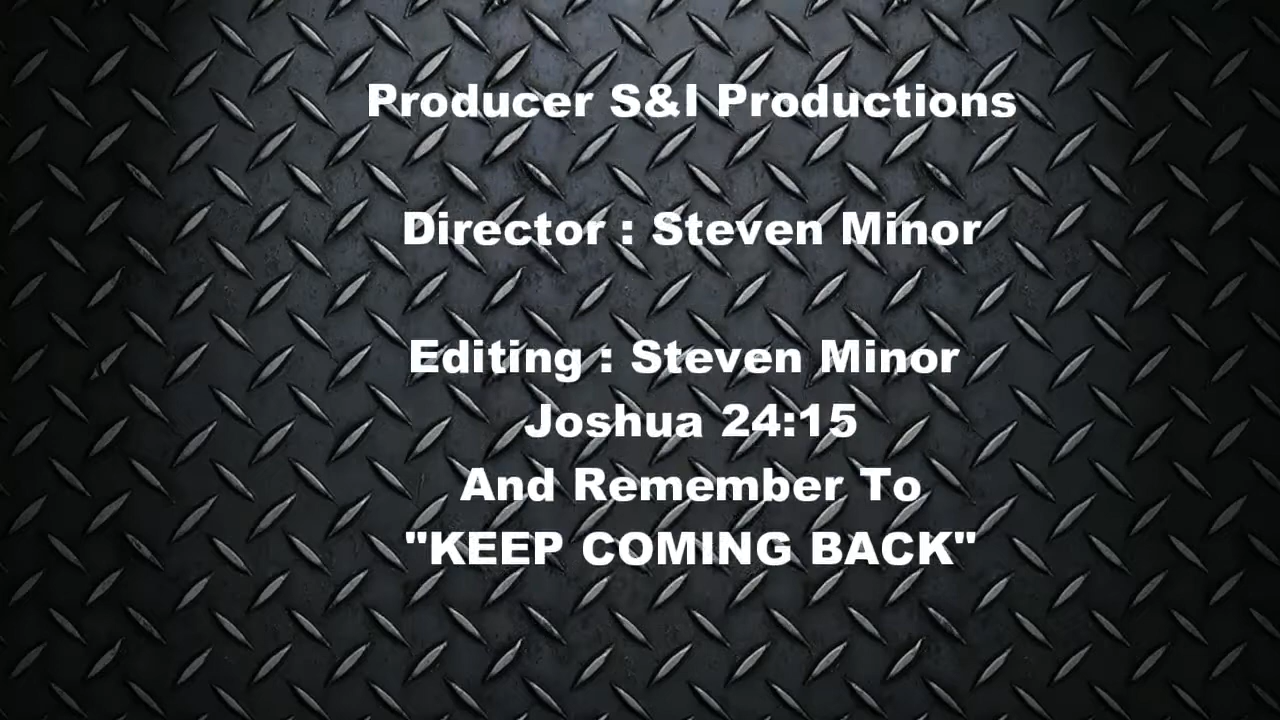 Producer S&I Productions
Director : Steven Minor
Editing : Steven Minor
Joshua 24:15
And Remember To
"KEEP COMING BACK"